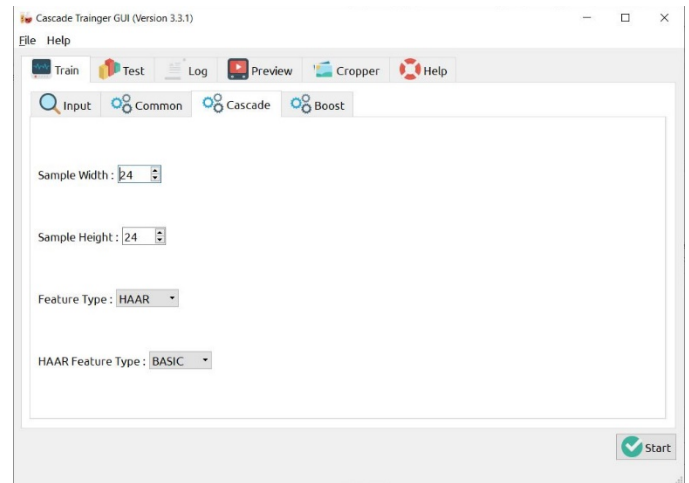 Cascade Trainger GUI (Version 3.3.1)
File Help
Train Test Log Preview Cropper Help
Input Common Cascade Boost
Sample Width : 24
Sample Height : 24
Feature Type : HAAR
HAAR Feature Type : BASIC
Start